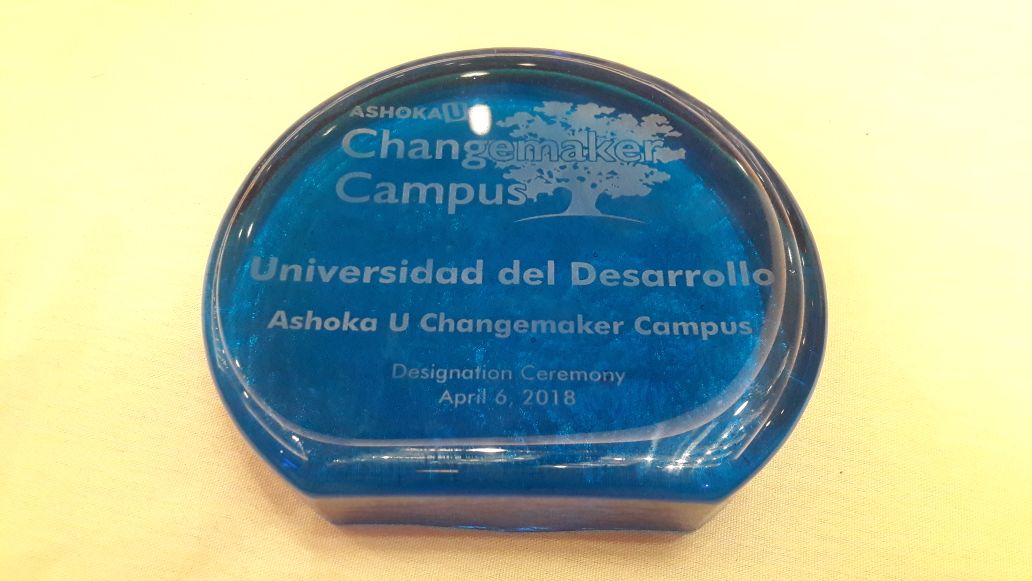 ASHOKA U
Changemaker
Campus
Universidad del Desarrollo
Ashoka U Changemaker Campus
Designation Ceremony
April 6, 2018